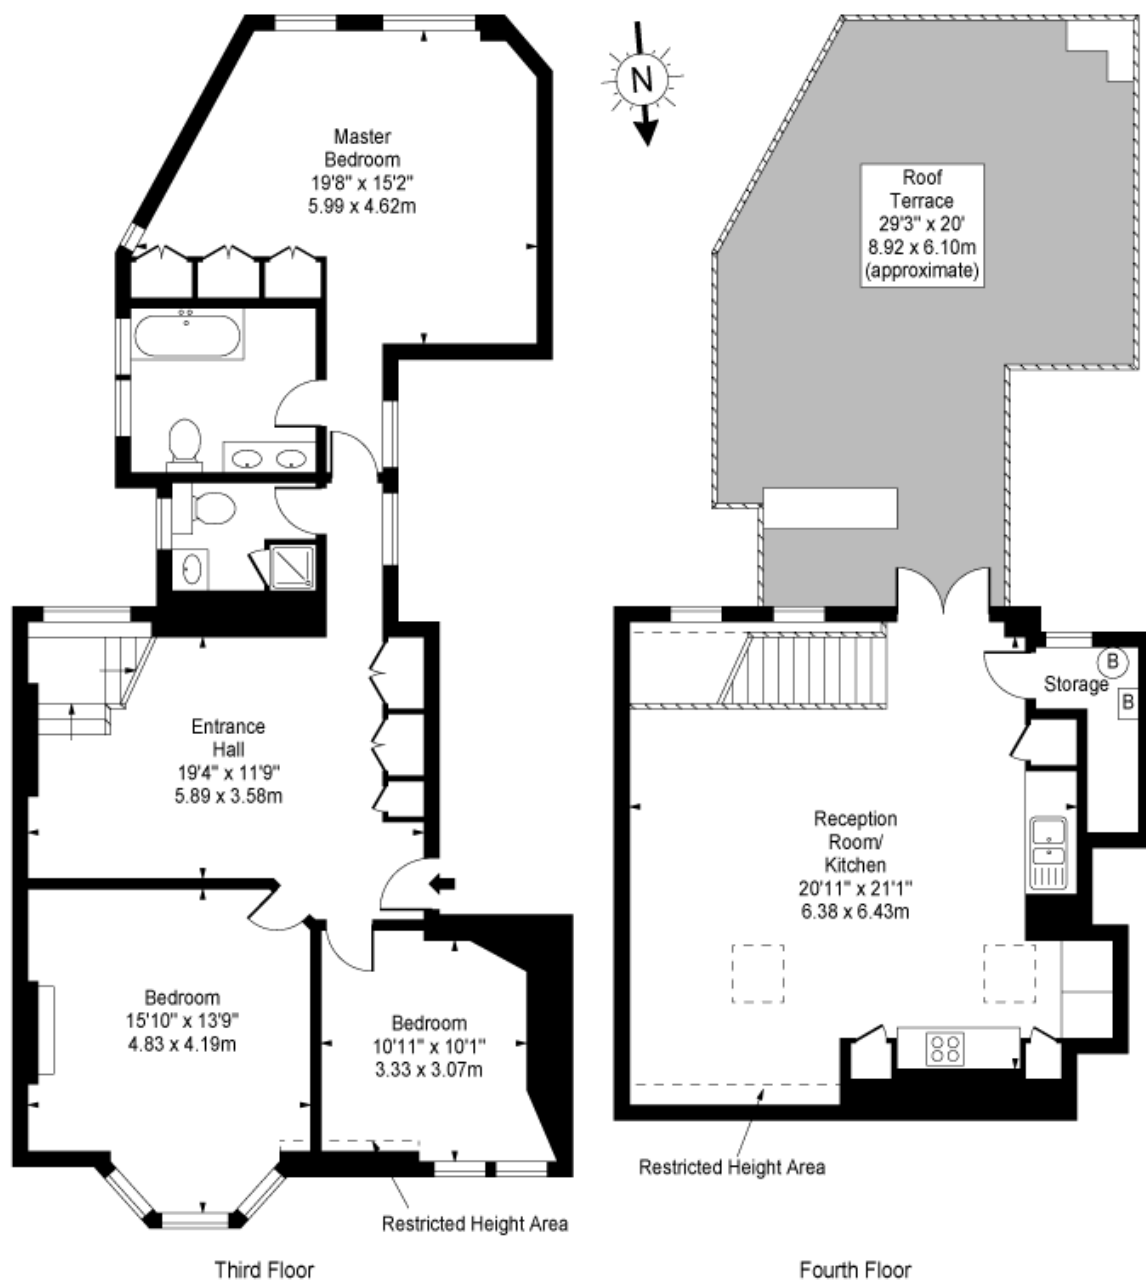 N
Master
Bedroom
19'8" x 15'2"
5.99 x 4.62m
Roof
Terrace
29'3" x 20'
8.92 x 6.10m
(approximate)
Entrance
Hall
19'4" x 11'9"
5.89 x 3.58m
B
Storage
B
Reception
Room/
Kitchen
20'11" x 21'1"
6.38 x 6.43m
Bedroom
15'10" x 13'9"
4.83 x 4.19m
Bedroom
10'11" x 10'1"
3.33 x 3.07m
Restricted Height Area
Restricted Height Area
Third Floor
Fourth Floor